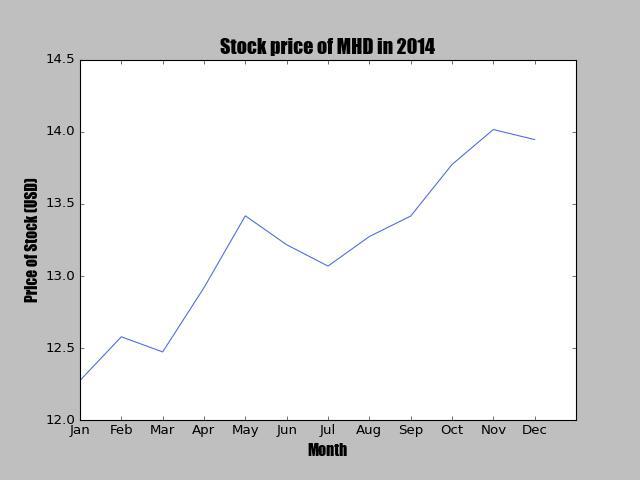 Stock price of MHD in 2014
Price of Stock (USD)
14.5
14.0
13.5
13.0
12.5
12.0
Jan Feb Mar Apr May Jun Jul Aug Sep Oct Nov Dec
Month